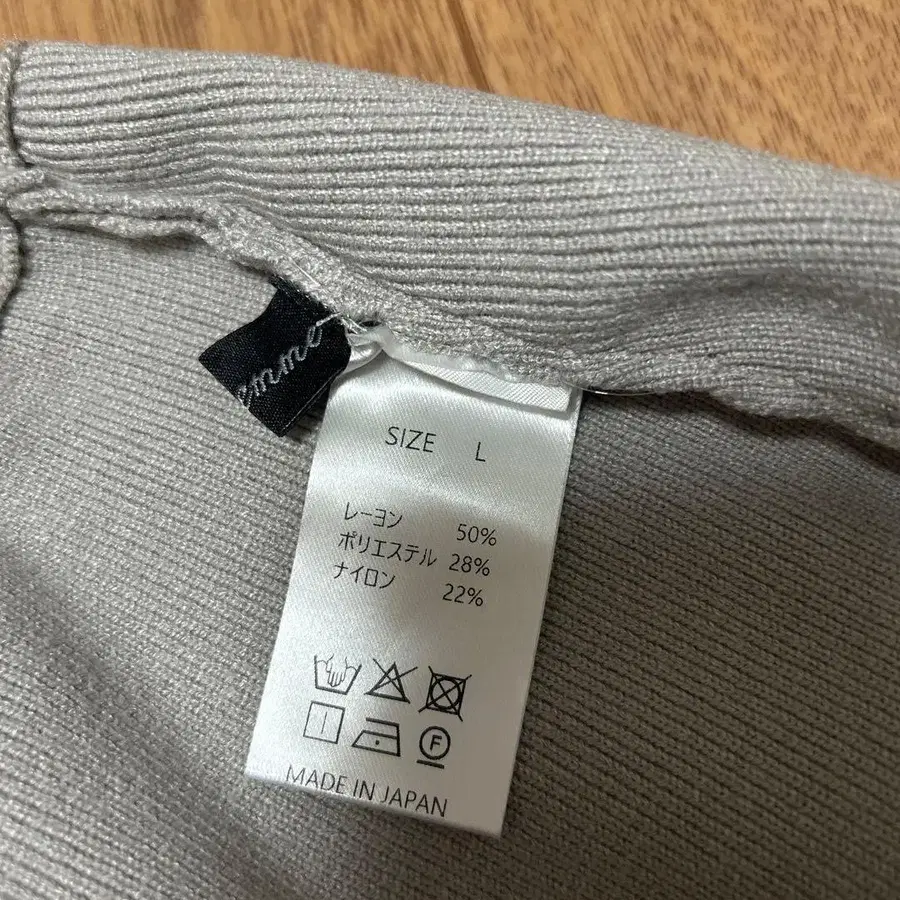 emme
SIZE L
レーヨン 50%
ポリエステル 28%
ナイロン 22%
F
MADE IN JAPAN